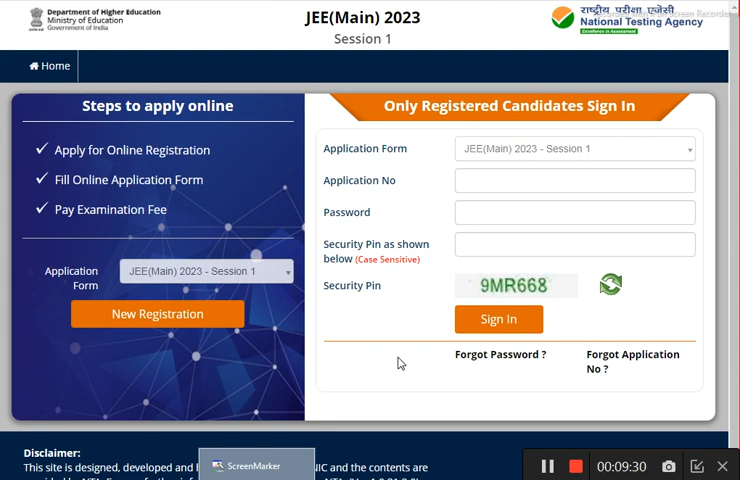 Department of Higher Education
Ministry of Education
Government of India
JEE(Main) 2023
Session 1
राष्ट्रीय परीक्षा एजेंसी
National Testing Agency
Excellence in Assessment
Home
Steps to apply online
Apply for Online Registration
Fill Online Application Form
Pay Examination Fee
Application Form
JEE(Main) 2023 - Session 1
New Registration
Only Registered Candidates Sign In
Application Form
JEE(Main) 2023 - Session 1
Application No
Password
Security Pin as shown
below (Case Sensitive)
Security Pin
9MR668
Sign In
Forgot Password ?
Forgot Application
No ?
Disclaimer:
This site is designed, developed and
NIC and the contents are
ScreenMarker
00:09:30